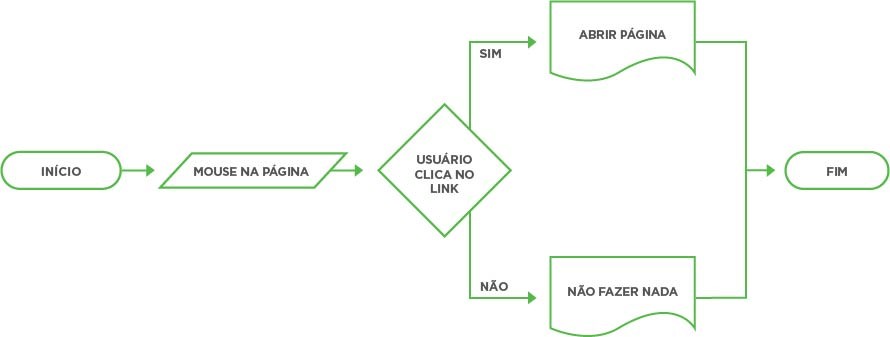 INÍCIO
MOUSE NA PÁGINA
USUÁRIO
CLICA NO
LINK
SIM
ABRIR PÁGINA
NÃO
NÃO FAZER NADA
FIM